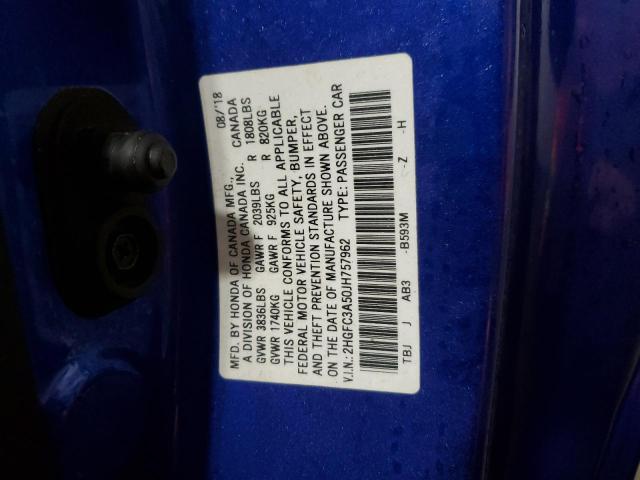 MFD. BY HONDA OF CANADA MFG., 08/'18
A DIVISION OF HONDA CANADA INC. CANADA
GVWR 3836LBS GAWR F 2039LBS R 1808LBS
GVWR 1740KG GAWR F 925KG R 820KG
THIS VEHICLE CONFORMS TO ALL APPLICABLE
FEDERAL MOTOR VEHICLE SAFETY, BUMPER,
AND THEFT PREVENTION STANDARDS IN EFFECT
ON THE DATE OF MANUFACTURE SHOWN ABOVE.
V.I.N.: 2HGFC3A50JH757962 TYPE: PASSENGER CAR
TBJ J AB3 -B593M -Z -H